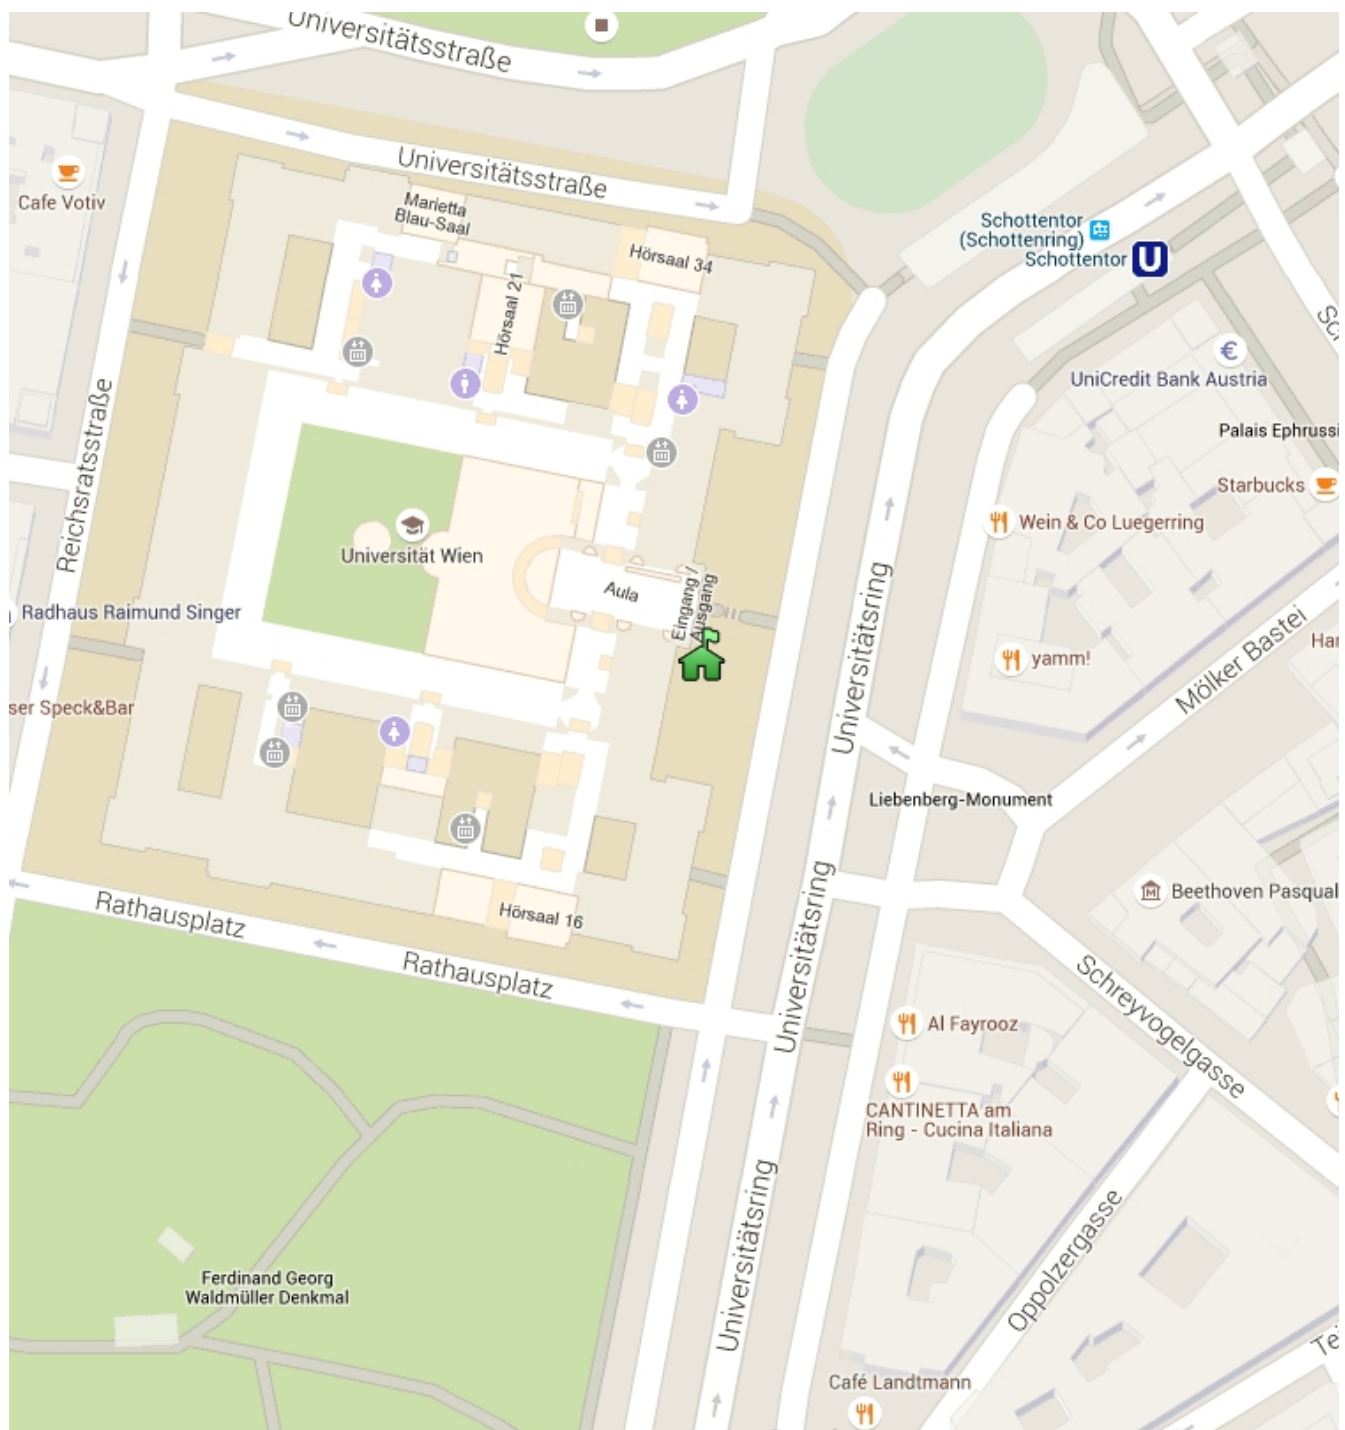 Universitätsstraße
Cafe Votiv
Universitätsstraße
Marietta
Blau-Saal
Hörsaal 34
Hörsaal 21
Schottentor
(Schottenring)
Schottentor
U
€
UniCredit Bank Austria
Palais Ephrussi
Starbucks
Reichsratsstraße
Wein & Co Luegerring
Universität Wien
Aula
Eingang /
Ausgang
Radhaus Raimund Singer
Universitätsring
yamm!
Mölker Bastei
ser Speck&Bar
Liebenberg-Monument
Beethoven Pasqual
Hörsaal 16
Rathausplatz
Rathausplatz
Universitätsring
Schreyvogelgasse
Al Fayrooz
CANTINETTA am
Ring - Cucina Italiana
Oppolzergasse
Universitätsring
Ferdinand Georg
Waldmüller Denkmal
Café Landtmann